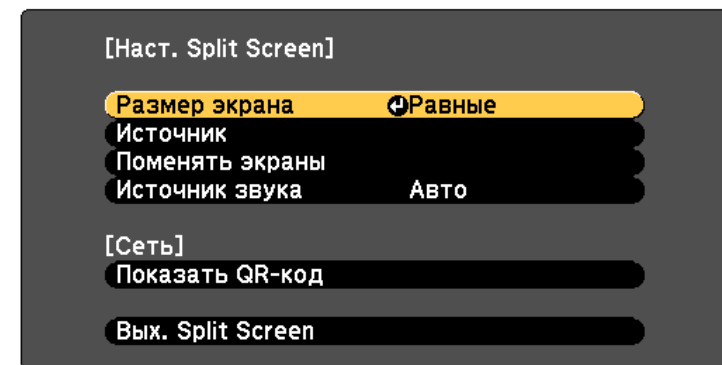 [Наст. Split Screen]
Размер экрана Равные
Источник
Поменять экраны
Источник звука Авто
[Сеть]
Показать QR-код
Вых. Split Screen